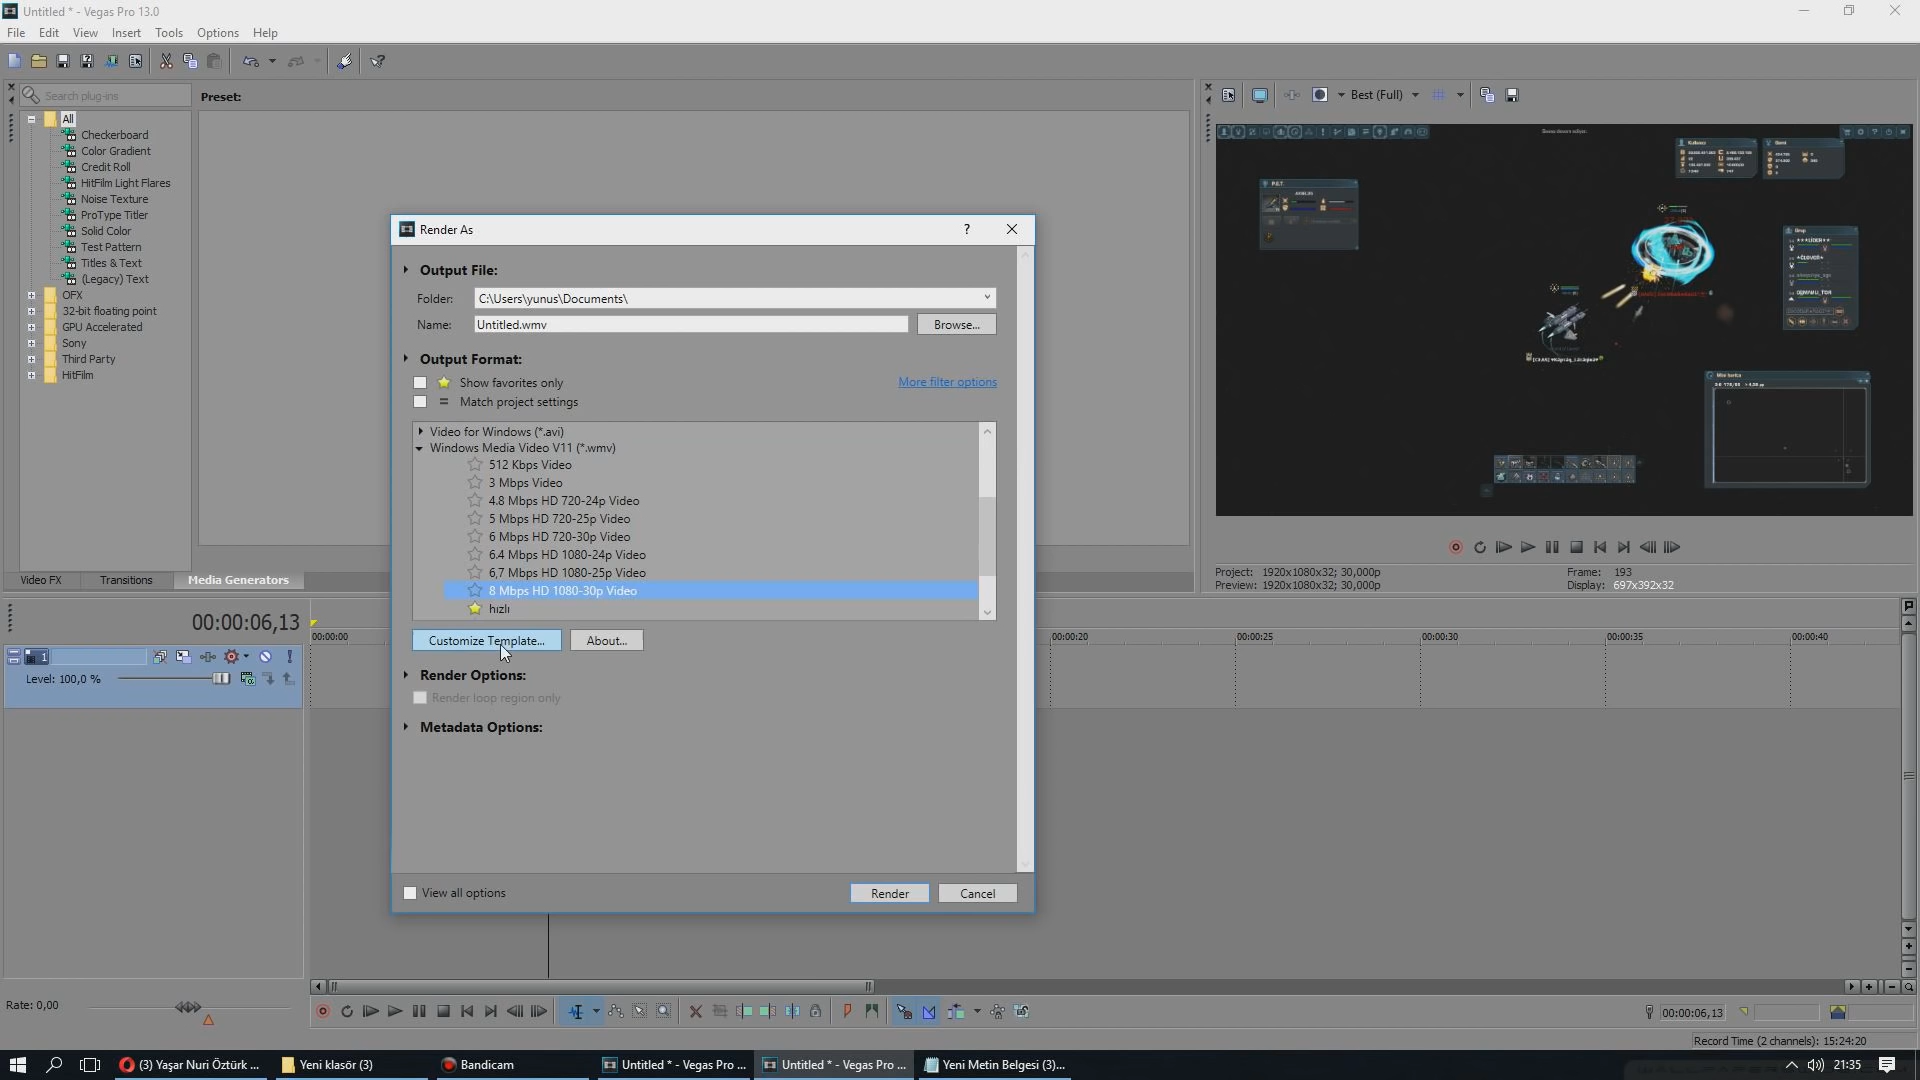 Untitled * - Vegas Pro 13.0
File Edit View Insert Tools Options Help
Search plug-ins
Preset:
All
Checkerboard
Color Gradient
Credit Roll
HitFilm Light Flares
Noise Texture
ProType Titler
Solid Color
Test Pattern
Titles & Text
(Legacy) Text
OFX
32-bit floating point
GPU Accelerated
Sony
Third Party
HitFilm
Video FX Transitions Media Generators
Best (Full)
P.E.T.
Project: 1920x1080x32; 30,000p
Frame: 193
Preview: 1920x1080x32; 30,000p
Display: 697x392x32
Render As
?
Output File:
Folder: C:\Users\yunus\Documents\
Name: Untitled.wmv
Browse...
Output Format:
Show favorites only
More filter options
= Match project settings
Video for Windows (*.avi)
Windows Media Video V11 (*.wmv)
512 Kbps Video
3 Mbps Video
4.8 Mbps HD 720-24p Video
5 Mbps HD 720-25p Video
6 Mbps HD 720-30p Video
6.4 Mbps HD 1080-24p Video
6,7 Mbps HD 1080-25p Video
8 Mbps HD 1080-30p Video
hızlı
Customize Template... About...
Render Options:
Render loop region only
Metadata Options:
View all options
Render Cancel
00:00:06,13
00:00:00 00:00:20 00:00:25 00:00:30 00:00:35 00:00:40
1
Level: 100,0 %
Rate: 0,00
00:00:06,13
Record Time (2 channels): 15:24:20
(3) Yaşar Nuri Öztürk ...
Yeni klasör (3)
Bandicam
Untitled * - Vegas Pro ...
Untitled * - Vegas Pro ...
Yeni Metin Belgesi (3)...
21:35